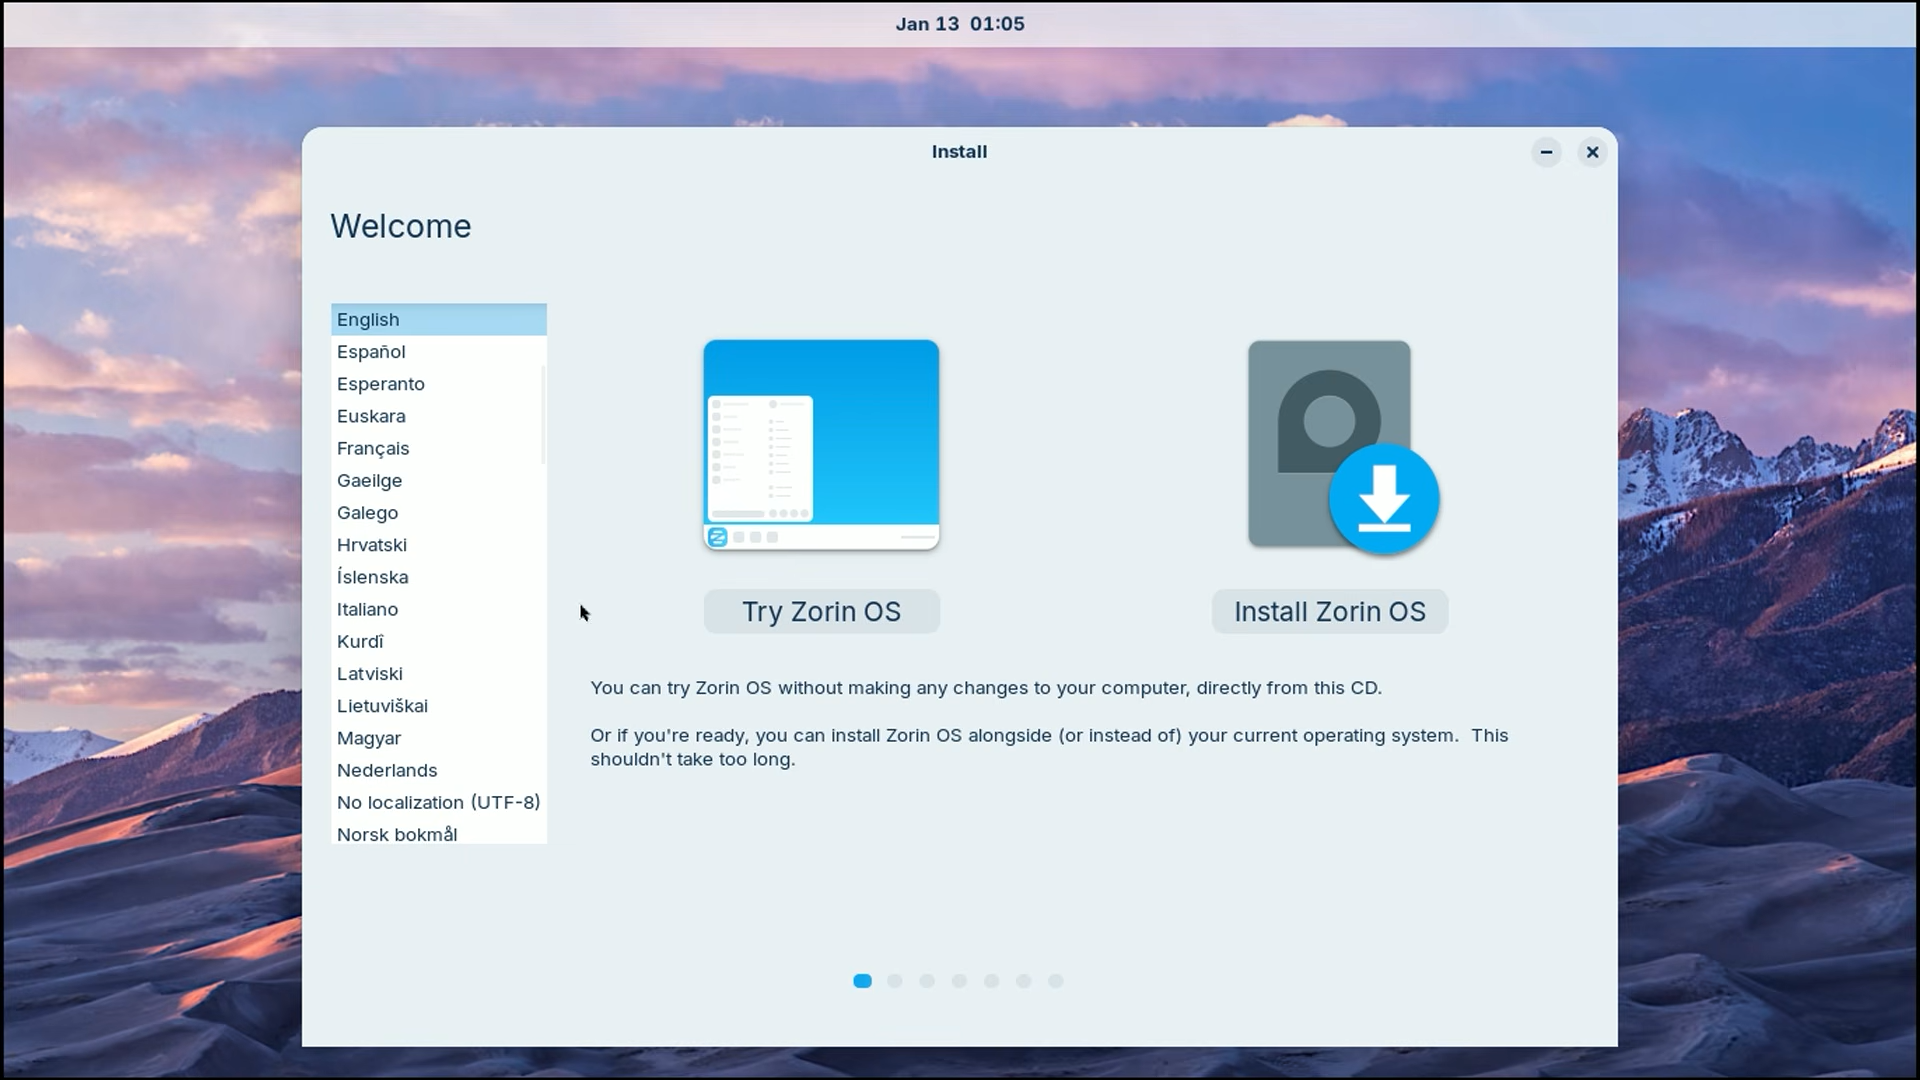 Jan 13 01:05
Install
Welcome
English
Español
Esperanto
Euskara
Français
Gaeilge
Galego
Hrvatski
Íslenska
Italiano
Kurdî
Latviski
Lietuviškai
Magyar
Nederlands
No localization (UTF-8)
Norsk bokmål
Try Zorin OS
Install Zorin OS
You can try Zorin OS without making any changes to your computer, directly from this CD.
Or if you're ready, you can install Zorin OS alongside (or instead of) your current operating system. This
shouldn't take too long.